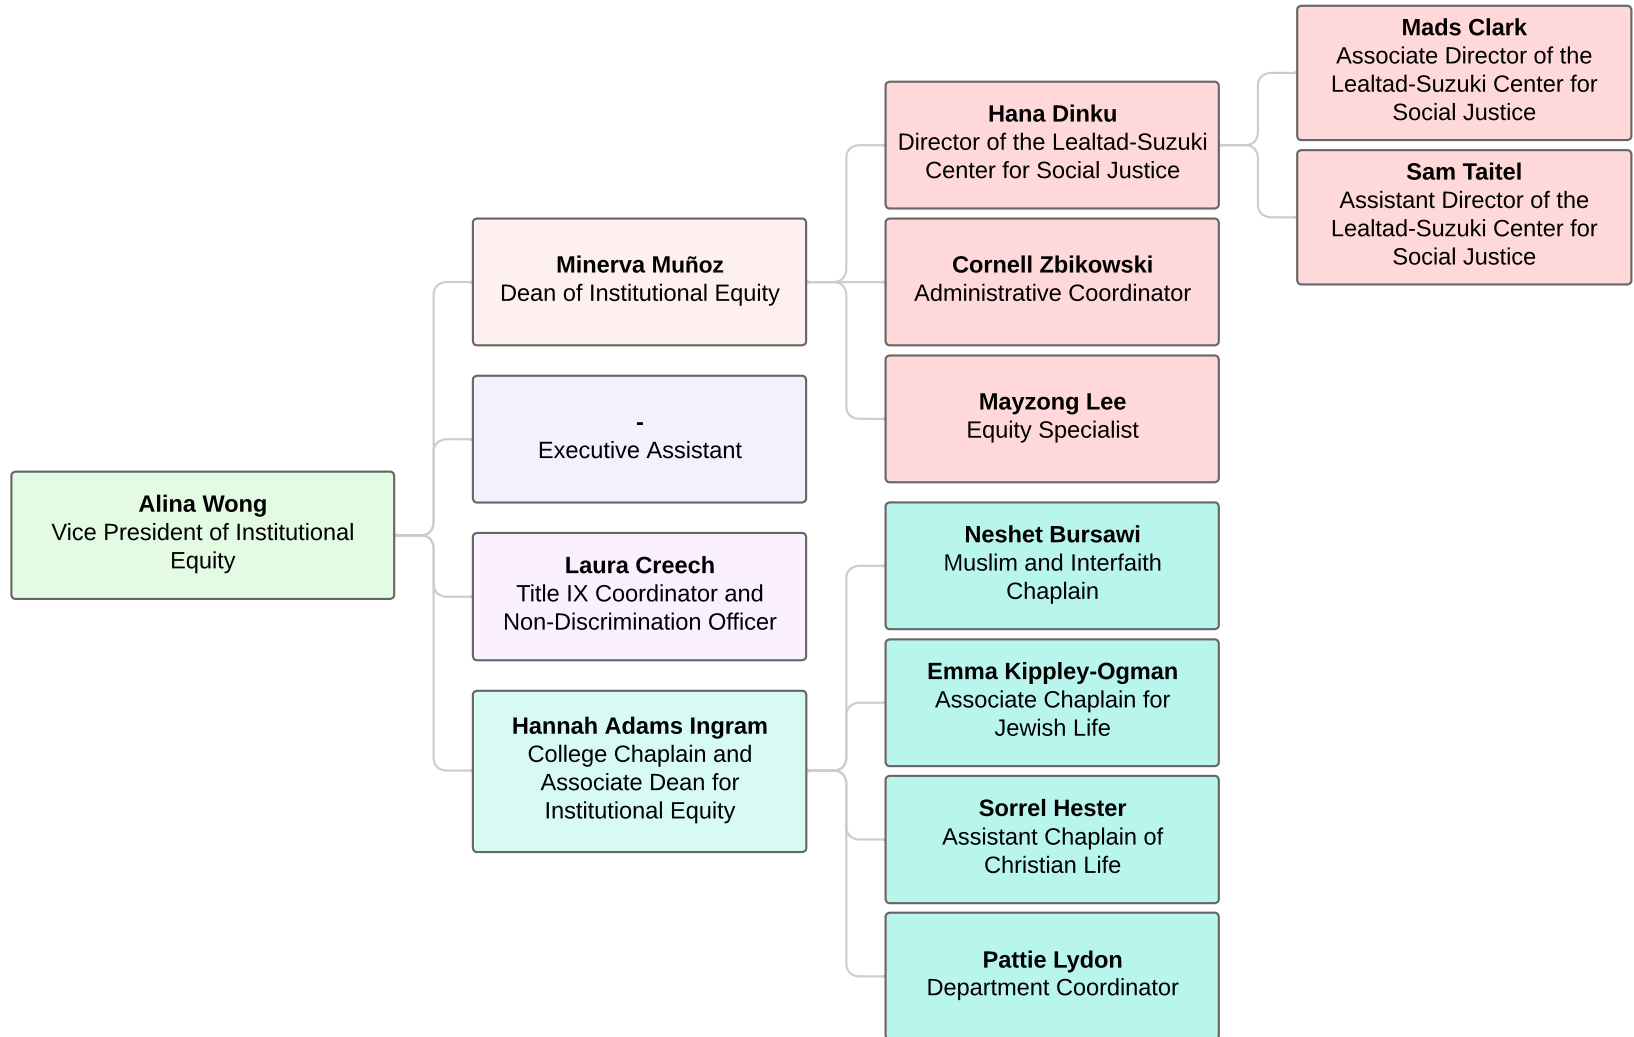 Alina Wong
Vice President of Institutional
Equity
Minerva Muñoz
Dean of Institutional Equity
-
Executive Assistant
Laura Creech
Title IX Coordinator and
Non-Discrimination Officer
Hannah Adams Ingram
College Chaplain and
Associate Dean for
Institutional Equity
Hana Dinku
Director of the Lealtad-Suzuki
Center for Social Justice
Cornell Zbikowski
Administrative Coordinator
Mayzong Lee
Equity Specialist
Neshet Bursawi
Muslim and Interfaith
Chaplain
Emma Kippley-Ogman
Associate Chaplain for
Jewish Life
Sorrel Hester
Assistant Chaplain of
Christian Life
Pattie Lydon
Department Coordinator
Mads Clark
Associate Director of the
Lealtad-Suzuki Center for
Social Justice
Sam Taitel
Assistant Director of the
Lealtad-Suzuki Center for
Social Justice